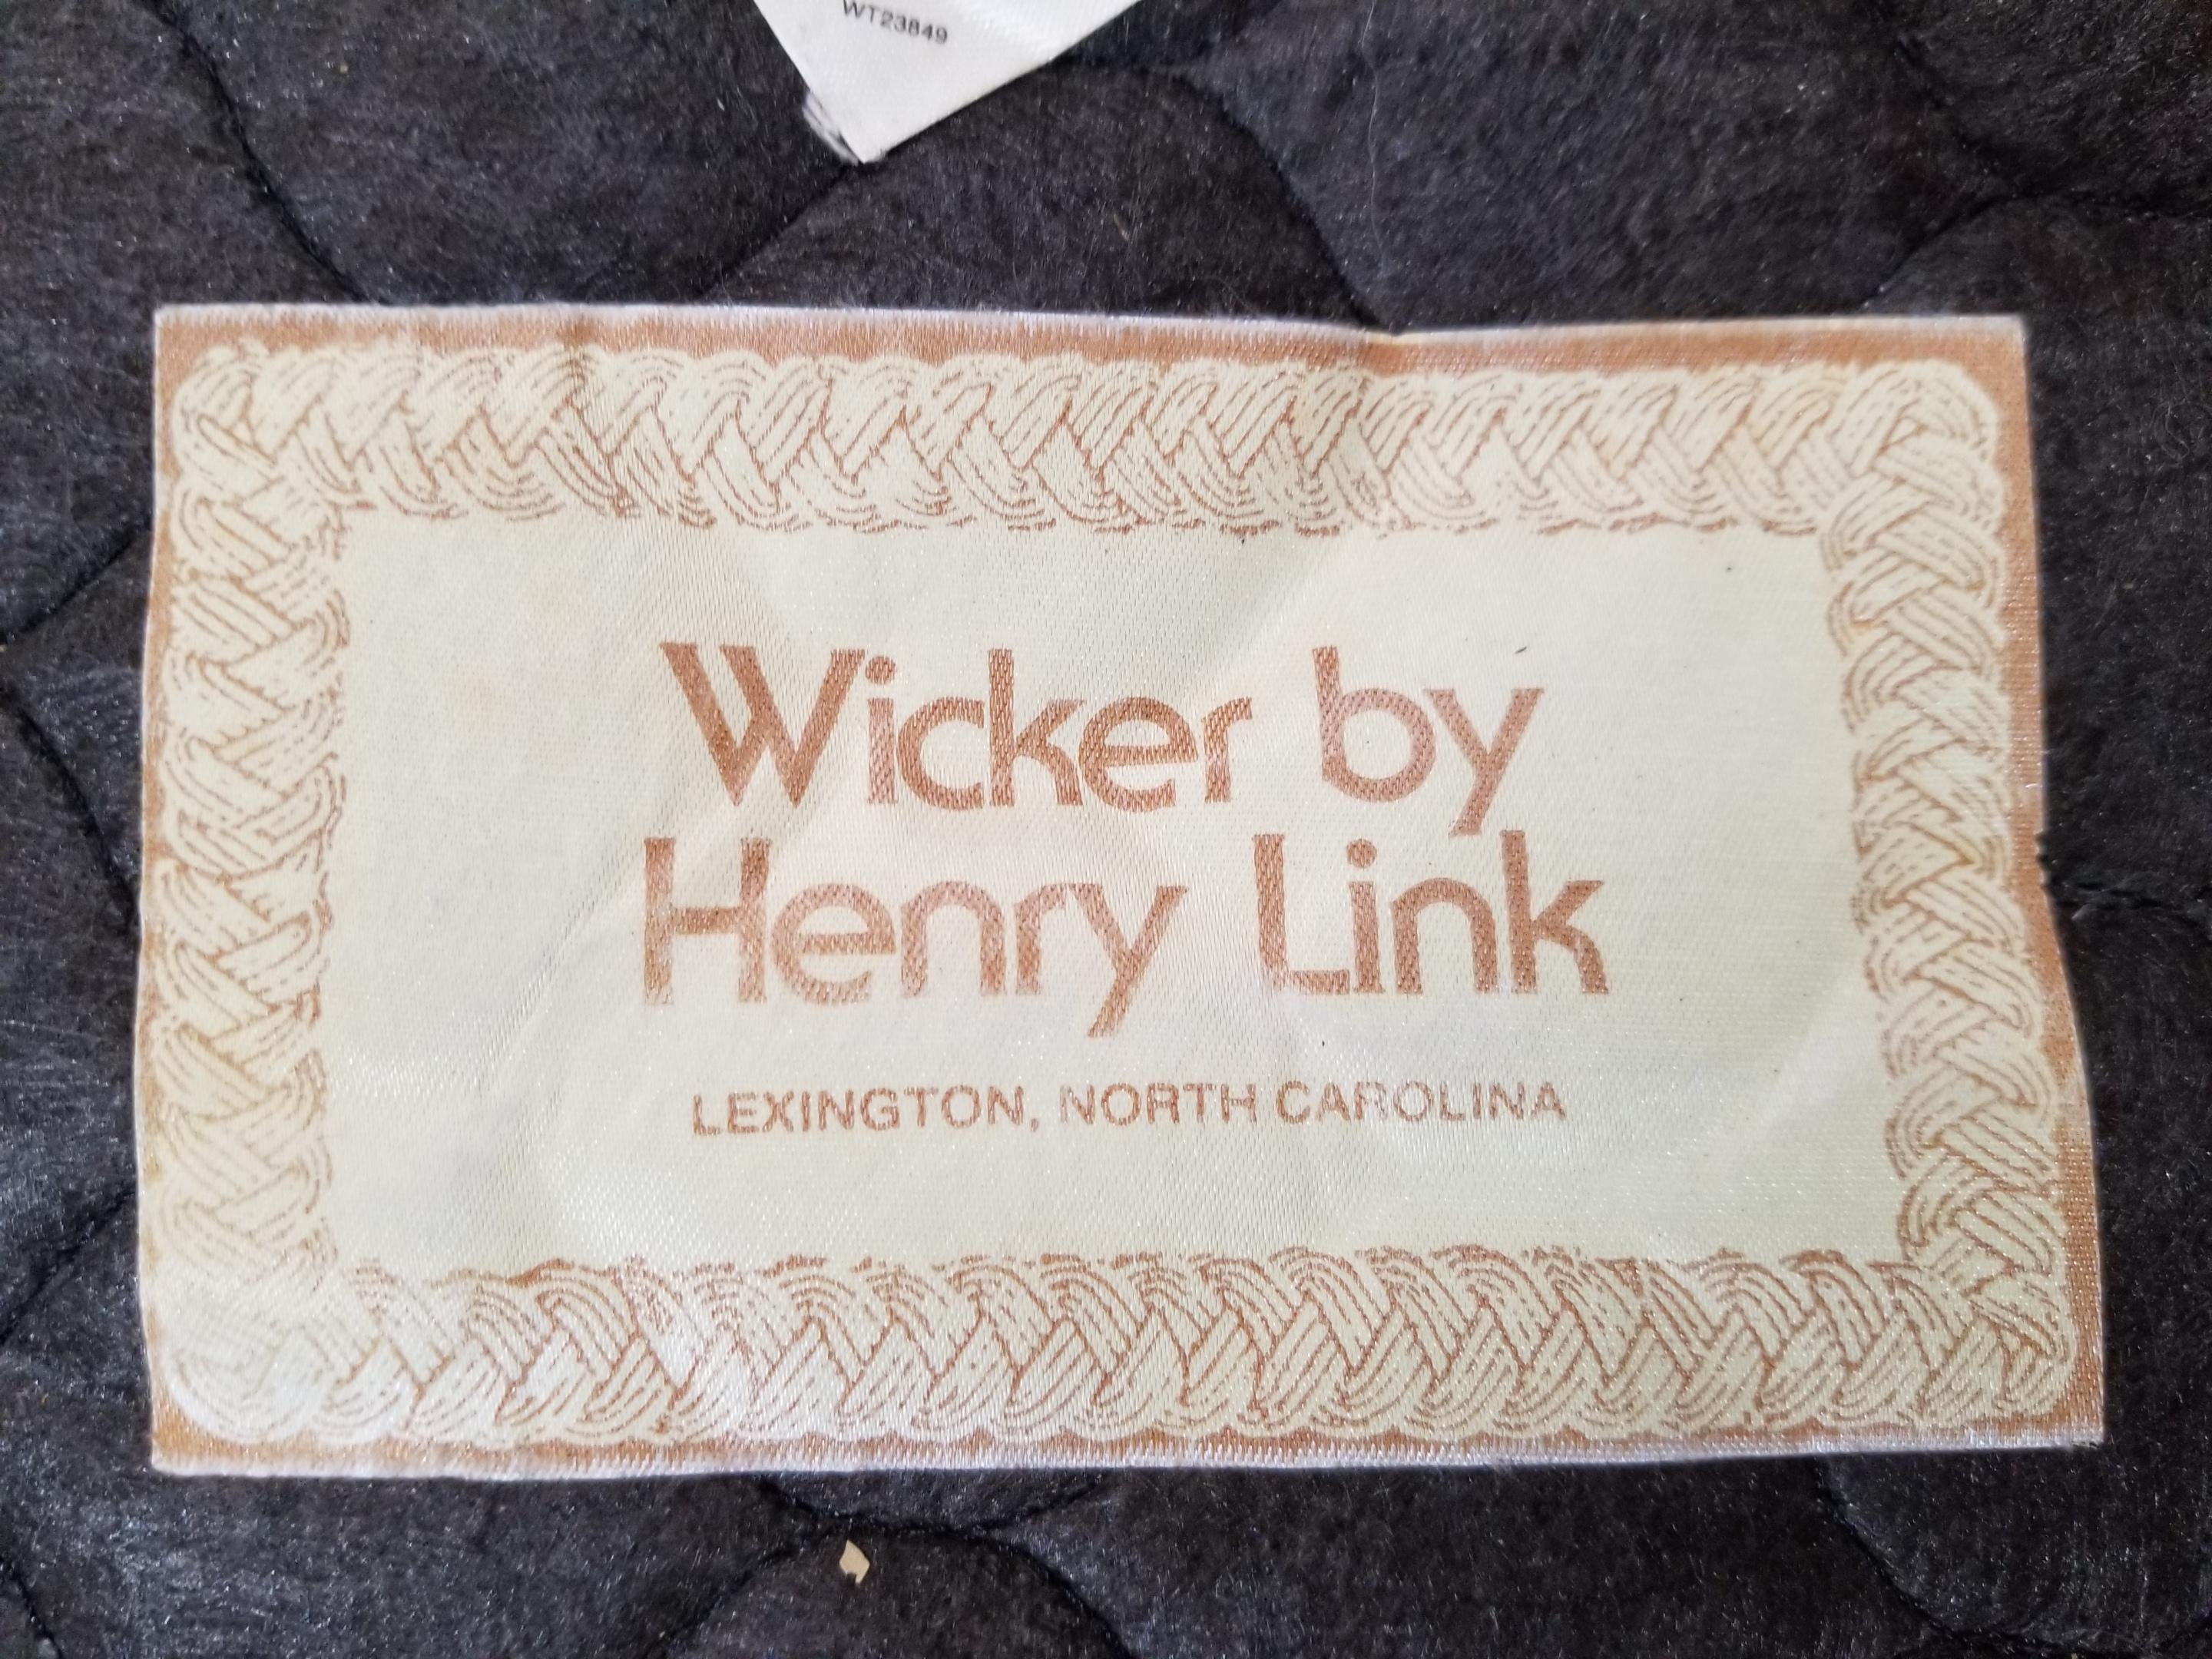 WT23849
Wicker by
Henry Link
LEXINGTON, NORTH CAROLINA